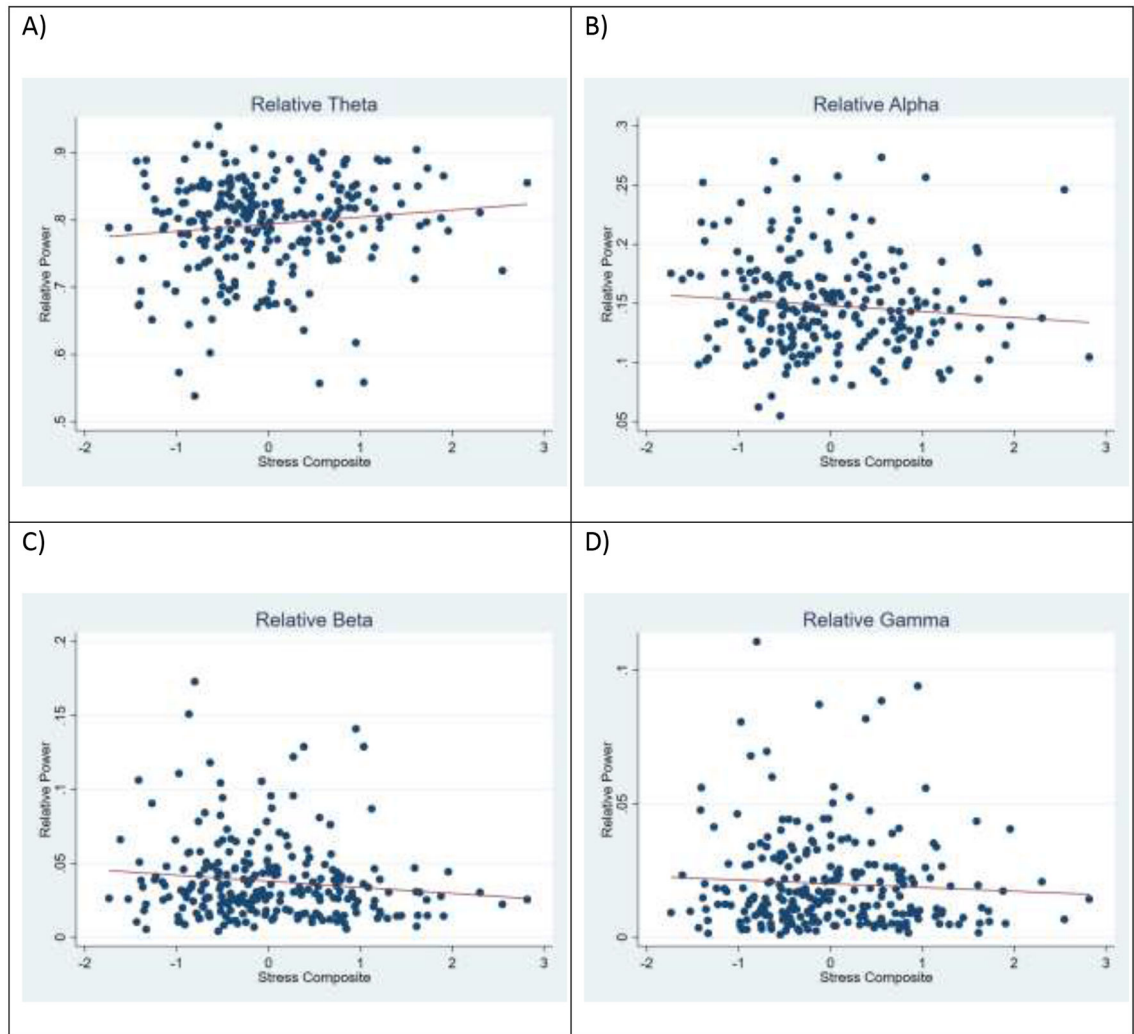 A)
Relative Theta
Relative Power
.9
.8
.7
.6
.5
-2 -1 0 1 2 3
Stress Composite
B)
Relative Alpha
Relative Power
.3
.25
.2
.15
.1
.05
-2 -1 0 1 2 3
Stress Composite
C)
Relative Beta
Relative Power
.2
.15
.1
.05
0
-2 -1 0 1 2 3
Stress Composite
D)
Relative Gamma
Relative Power
.1
.05
0
-2 -1 0 1 2 3
Stress Composite